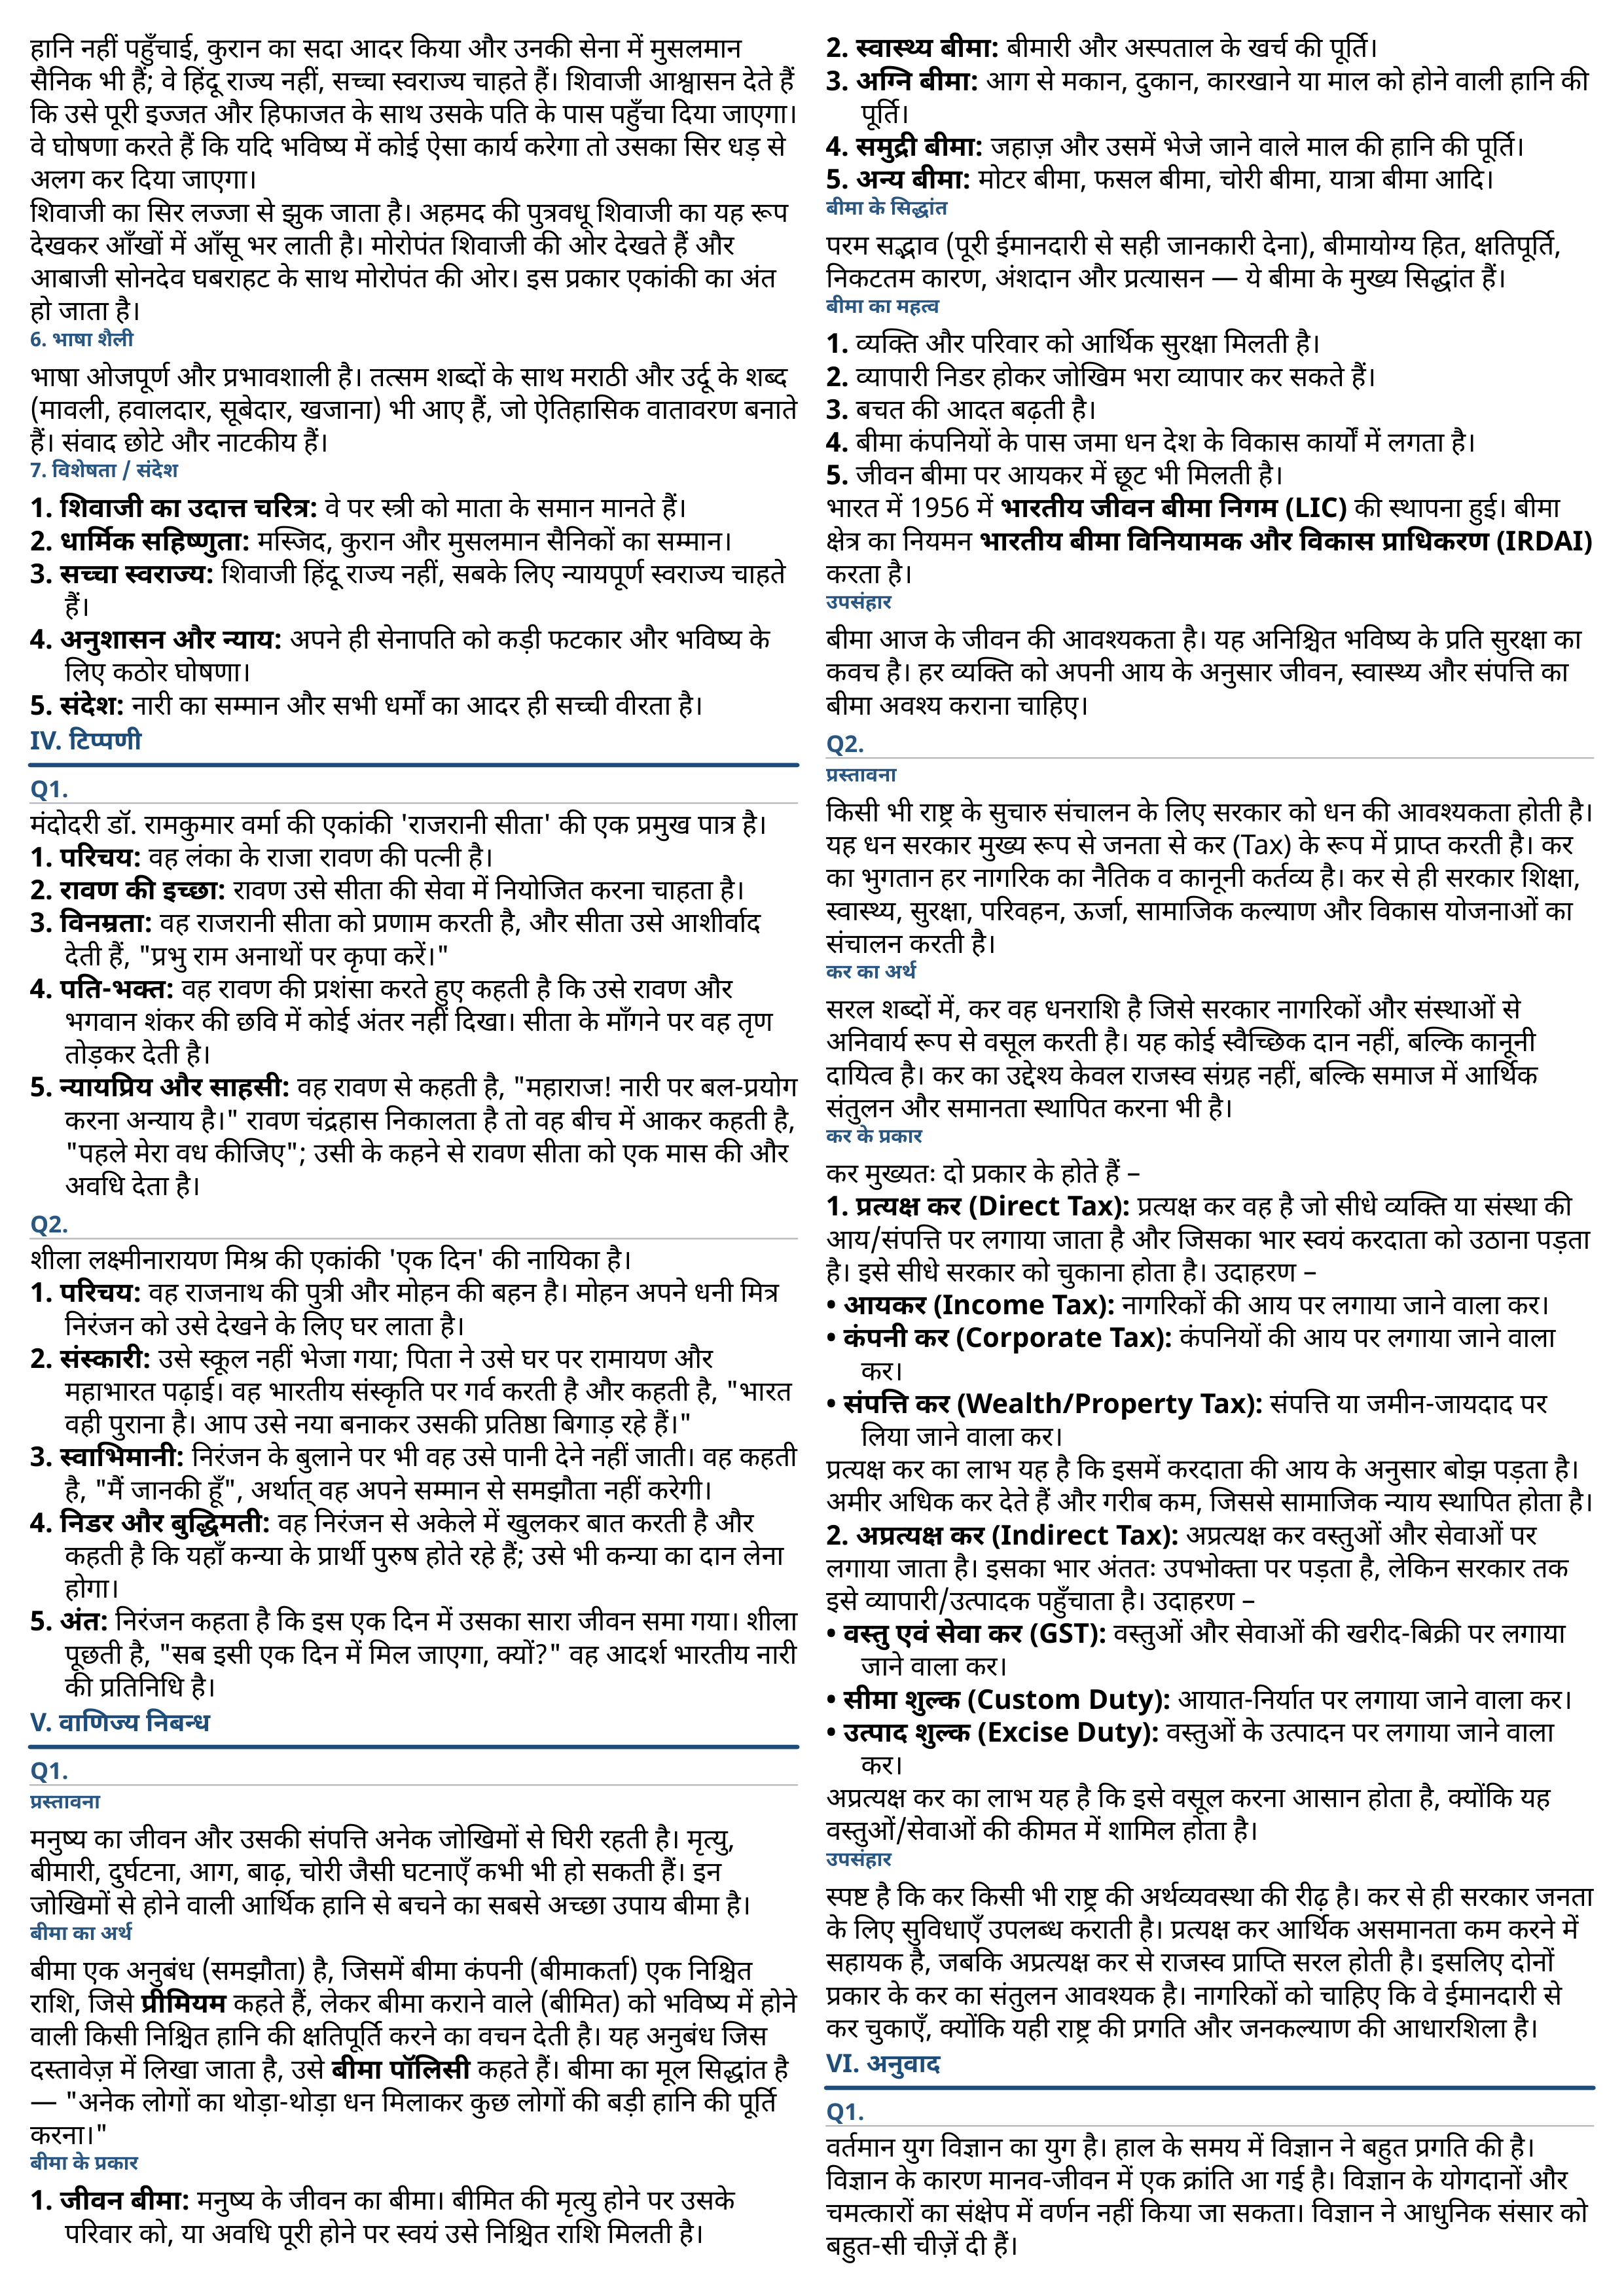 हानि नहीं पहुँचाई, कुरान का सदा आदर किया और उनकी सेना में मुसलमान
सैनिक भी हैं; वे हिंदू राज्य नहीं, सच्चा स्वराज्य चाहते हैं। शिवाजी आश्वासन देते हैं
कि उसे पूरी इज्जत और हिफाजत के साथ उसके पति के पास पहुँचा दिया जाएगा।
वे घोषणा करते हैं कि यदि भविष्य में कोई ऐसा कार्य करेगा तो उसका सिर धड़ से
अलग कर दिया जाएगा।
शिवाजी का सिर लज्जा से झुक जाता है। अहमद की पुत्रवधू शिवाजी का यह रूप
देखकर आँखों में आँसू भर लाती है। मोरोपंत शिवाजी की ओर देखते हैं और
आबाजी सोनदेव घबराहट के साथ मोरोपंत की ओर। इस प्रकार एकांकी का अंत
हो जाता है।
6. भाषा शैली
भाषा ओजपूर्ण और प्रभावशाली है। तत्सम शब्दों के साथ मराठी और उर्दू के शब्द
(मावली, हवालदार, सूबेदार, खजाना) भी आए हैं, जो ऐतिहासिक वातावरण बनाते
हैं। संवाद छोटे और नाटकीय हैं।
7. विशेषता / संदेश
1. शिवाजी का उदात्त चरित्र: वे पर स्त्री को माता के समान मानते हैं।
2. धार्मिक सहिष्णुता: मस्जिद, कुरान और मुसलमान सैनिकों का सम्मान।
3. सच्चा स्वराज्य: शिवाजी हिंदू राज्य नहीं, सबके लिए न्यायपूर्ण स्वराज्य चाहते
हैं।
4. अनुशासन और न्याय: अपने ही सेनापति को कड़ी फटकार और भविष्य के
लिए कठोर घोषणा।
5. संदेश: नारी का सम्मान और सभी धर्मों का आदर ही सच्ची वीरता है।
IV. टिप्पणी
Q1.
मंदोदरी डॉ. रामकुमार वर्मा की एकांकी 'राजरानी सीता' की एक प्रमुख पात्र है।
1. परिचय: वह लंका के राजा रावण की पत्नी है।
2. रावण की इच्छा: रावण उसे सीता की सेवा में नियोजित करना चाहता है।
3. विनम्रता: वह राजरानी सीता को प्रणाम करती है, और सीता उसे आशीर्वाद
देती हैं, "प्रभु राम अनाथों पर कृपा करें।"
4. पति-भक्त: वह रावण की प्रशंसा करते हुए कहती है कि उसे रावण और
भगवान शंकर की छवि में कोई अंतर नहीं दिखा। सीता के माँगने पर वह तृण
तोड़कर देती है।
5. न्यायप्रिय और साहसी: वह रावण से कहती है, "महाराज! नारी पर बल-प्रयोग
करना अन्याय है।" रावण चंद्रहास निकालता है तो वह बीच में आकर कहती है,
"पहले मेरा वध कीजिए"; उसी के कहने से रावण सीता को एक मास की और
अवधि देता है।
Q2.
शीला लक्ष्मीनारायण मिश्र की एकांकी 'एक दिन' की नायिका है।
1. परिचय: वह राजनाथ की पुत्री और मोहन की बहन है। मोहन अपने धनी मित्र
निरंजन को उसे देखने के लिए घर लाता है।
2. संस्कारी: उसे स्कूल नहीं भेजा गया; पिता ने उसे घर पर रामायण और
महाभारत पढ़ाई। वह भारतीय संस्कृति पर गर्व करती है और कहती है, "भारत
वही पुराना है। आप उसे नया बनाकर उसकी प्रतिष्ठा बिगाड़ रहे हैं।"
3. स्वाभिमानी: निरंजन के बुलाने पर भी वह उसे पानी देने नहीं जाती। वह कहती
है, "मैं जानकी हूँ", अर्थात् वह अपने सम्मान से समझौता नहीं करेगी।
4. निडर और बुद्धिमती: वह निरंजन से अकेले में खुलकर बात करती है और
कहती है कि यहाँ कन्या के प्रार्थी पुरुष होते रहे हैं; उसे भी कन्या का दान लेना
होगा।
5. अंत: निरंजन कहता है कि इस एक दिन में उसका सारा जीवन समा गया। शीला
पूछती है, "सब इसी एक दिन में मिल जाएगा, क्यों?" वह आदर्श भारतीय नारी
की प्रतिनिधि है।
V. वाणिज्य निबन्ध
Q1.
प्रस्तावना
मनुष्य का जीवन और उसकी संपत्ति अनेक जोखिमों से घिरी रहती है। मृत्यु,
बीमारी, दुर्घटना, आग, बाढ़, चोरी जैसी घटनाएँ कभी भी हो सकती हैं। इन
जोखिमों से होने वाली आर्थिक हानि से बचने का सबसे अच्छा उपाय बीमा है।
बीमा का अर्थ
बीमा एक अनुबंध (समझौता) है, जिसमें बीमा कंपनी (बीमाकर्ता) एक निश्चित
राशि, जिसे प्रीमियम कहते हैं, लेकर बीमा कराने वाले (बीमित) को भविष्य में होने
वाली किसी निश्चित हानि की क्षतिपूर्ति करने का वचन देती है। यह अनुबंध जिस
दस्तावेज़ में लिखा जाता है, उसे बीमा पॉलिसी कहते हैं। बीमा का मूल सिद्धांत है
— "अनेक लोगों का थोड़ा-थोड़ा धन मिलाकर कुछ लोगों की बड़ी हानि की पूर्ति
करना।"
बीमा के प्रकार
1. जीवन बीमा: मनुष्य के जीवन का बीमा। बीमित की मृत्यु होने पर उसके
परिवार को, या अवधि पूरी होने पर स्वयं उसे निश्चित राशि मिलती है।
2. स्वास्थ्य बीमा: बीमारी और अस्पताल के खर्च की पूर्ति।
3. अग्नि बीमा: आग से मकान, दुकान, कारखाने या माल को होने वाली हानि की
पूर्ति।
4. समुद्री बीमा: जहाज़ और उसमें भेजे जाने वाले माल की हानि की पूर्ति।
5. अन्य बीमा: मोटर बीमा, फसल बीमा, चोरी बीमा, यात्रा बीमा आदि।
बीमा के सिद्धांत
परम सद्भाव (पूरी ईमानदारी से सही जानकारी देना), बीमायोग्य हित, क्षतिपूर्ति,
निकटतम कारण, अंशदान और प्रत्यासन — ये बीमा के मुख्य सिद्धांत हैं।
बीमा का महत्व
1. व्यक्ति और परिवार को आर्थिक सुरक्षा मिलती है।
2. व्यापारी निडर होकर जोखिम भरा व्यापार कर सकते हैं।
3. बचत की आदत बढ़ती है।
4. बीमा कंपनियों के पास जमा धन देश के विकास कार्यों में लगता है।
5. जीवन बीमा पर आयकर में छूट भी मिलती है।
भारत में 1956 में भारतीय जीवन बीमा निगम (LIC) की स्थापना हुई। बीमा
क्षेत्र का नियमन भारतीय बीमा विनियामक और विकास प्राधिकरण (IRDAI)
करता है।
उपसंहार
बीमा आज के जीवन की आवश्यकता है। यह अनिश्चित भविष्य के प्रति सुरक्षा का
कवच है। हर व्यक्ति को अपनी आय के अनुसार जीवन, स्वास्थ्य और संपत्ति का
बीमा अवश्य कराना चाहिए।
Q2.
प्रस्तावना
किसी भी राष्ट्र के सुचारु संचालन के लिए सरकार को धन की आवश्यकता होती है।
यह धन सरकार मुख्य रूप से जनता से कर (Tax) के रूप में प्राप्त करती है। कर
का भुगतान हर नागरिक का नैतिक व कानूनी कर्तव्य है। कर से ही सरकार शिक्षा,
स्वास्थ्य, सुरक्षा, परिवहन, ऊर्जा, सामाजिक कल्याण और विकास योजनाओं का
संचालन करती है।
कर का अर्थ
सरल शब्दों में, कर वह धनराशि है जिसे सरकार नागरिकों और संस्थाओं से
अनिवार्य रूप से वसूल करती है। यह कोई स्वैच्छिक दान नहीं, बल्कि कानूनी
दायित्व है। कर का उद्देश्य केवल राजस्व संग्रह नहीं, बल्कि समाज में आर्थिक
संतुलन और समानता स्थापित करना भी है।
कर के प्रकार
कर मुख्यतः दो प्रकार के होते हैं –
1. प्रत्यक्ष कर (Direct Tax): प्रत्यक्ष कर वह है जो सीधे व्यक्ति या संस्था की
आय/संपत्ति पर लगाया जाता है और जिसका भार स्वयं करदाता को उठाना पड़ता
है। इसे सीधे सरकार को चुकाना होता है। उदाहरण –
• आयकर (Income Tax): नागरिकों की आय पर लगाया जाने वाला कर।
• कंपनी कर (Corporate Tax): कंपनियों की आय पर लगाया जाने वाला
कर।
• संपत्ति कर (Wealth/Property Tax): संपत्ति या जमीन-जायदाद पर
लिया जाने वाला कर।
प्रत्यक्ष कर का लाभ यह है कि इसमें करदाता की आय के अनुसार बोझ पड़ता है।
अमीर अधिक कर देते हैं और गरीब कम, जिससे सामाजिक न्याय स्थापित होता है।
2. अप्रत्यक्ष कर (Indirect Tax): अप्रत्यक्ष कर वस्तुओं और सेवाओं पर
लगाया जाता है। इसका भार अंततः उपभोक्ता पर पड़ता है, लेकिन सरकार तक
इसे व्यापारी/उत्पादक पहुँचाता है। उदाहरण –
• वस्तु एवं सेवा कर (GST): वस्तुओं और सेवाओं की खरीद-बिक्री पर लगाया
जाने वाला कर।
• सीमा शुल्क (Custom Duty): आयात-निर्यात पर लगाया जाने वाला कर।
• उत्पाद शुल्क (Excise Duty): वस्तुओं के उत्पादन पर लगाया जाने वाला
कर।
अप्रत्यक्ष कर का लाभ यह है कि इसे वसूल करना आसान होता है, क्योंकि यह
वस्तुओं/सेवाओं की कीमत में शामिल होता है।
उपसंहार
स्पष्ट है कि कर किसी भी राष्ट्र की अर्थव्यवस्था की रीढ़ है। कर से ही सरकार जनता
के लिए सुविधाएँ उपलब्ध कराती है। प्रत्यक्ष कर आर्थिक असमानता कम करने में
सहायक है, जबकि अप्रत्यक्ष कर से राजस्व प्राप्ति सरल होती है। इसलिए दोनों
प्रकार के कर का संतुलन आवश्यक है। नागरिकों को चाहिए कि वे ईमानदारी से
कर चुकाएँ, क्योंकि यही राष्ट्र की प्रगति और जनकल्याण की आधारशिला है।
VI. अनुवाद
Q1.
वर्तमान युग विज्ञान का युग है। हाल के समय में विज्ञान ने बहुत प्रगति की है।
विज्ञान के कारण मानव-जीवन में एक क्रांति आ गई है। विज्ञान के योगदानों और
चमत्कारों का संक्षेप में वर्णन नहीं किया जा सकता। विज्ञान ने आधुनिक संसार को
बहुत-सी चीज़ें दी हैं।